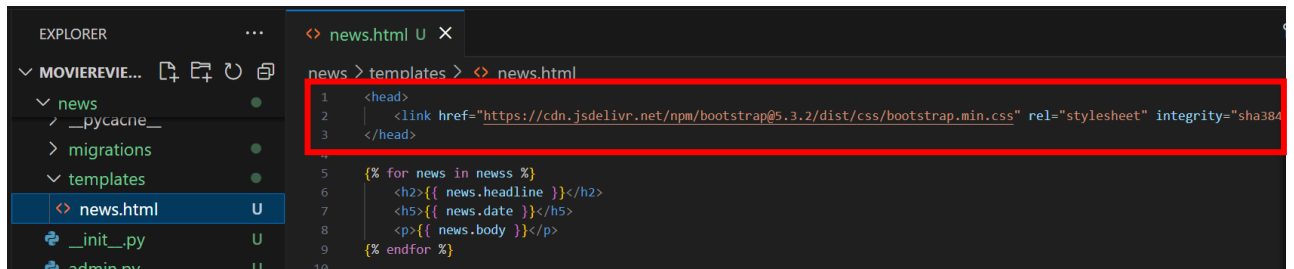 EXPLORER ...
MOVIEREVIE...
news
__pycache__
migrations
templates
news.html U
__init__.py U
admin.py U
news.html U
news > templates > news.html
1 <head>
2 <link href="https://cdn.jsdelivr.net/npm/bootstrap@5.3.2/dist/css/bootstrap.min.css" rel="stylesheet" integrity="sha384
3 </head>
4
5 {% for news in newss %}
6 <h2>{{ news.headline }}</h2>
7 <h5>{{ news.date }}</h5>
8 <p>{{ news.body }}</p>
9 {% endfor %}
10